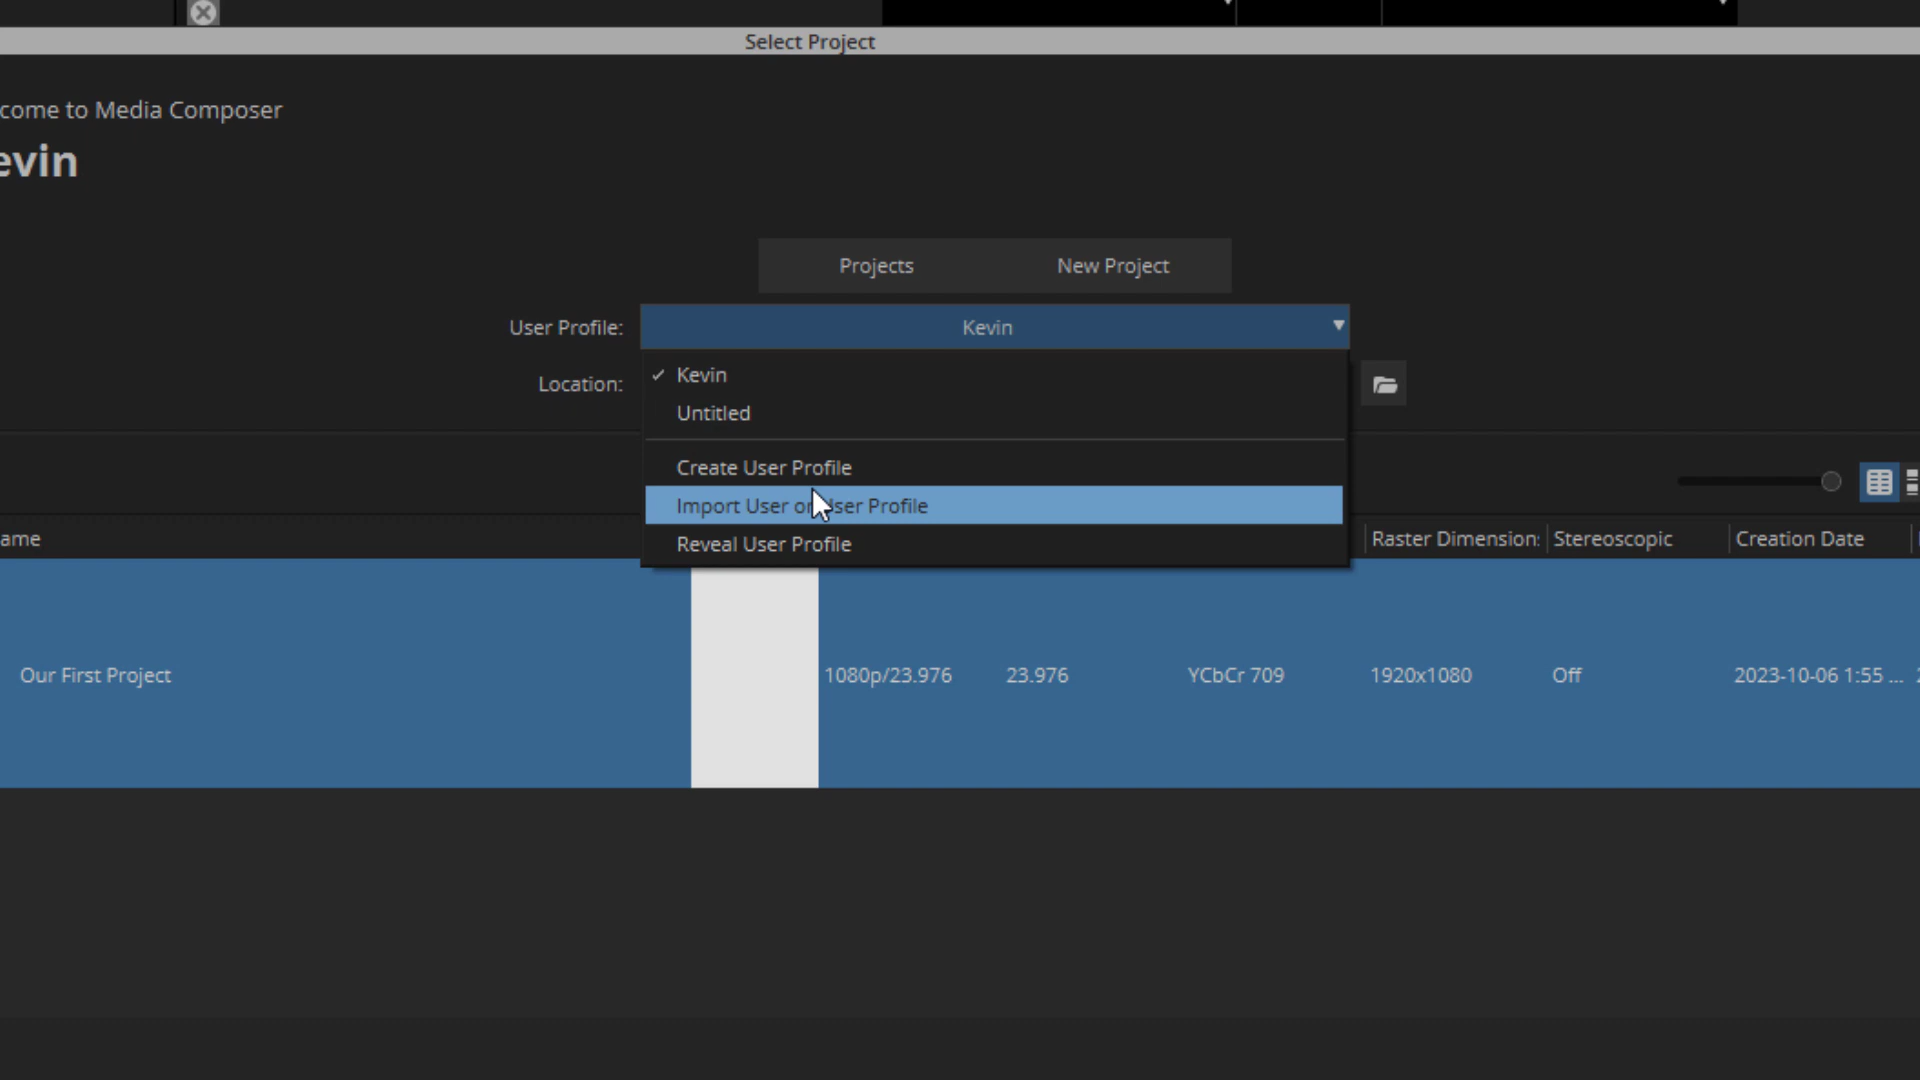 Select Project
come to Media Composer
evin
Projects New Project
User Profile: Kevin
✓ Kevin
Location:
Untitled
Create User Profile
Import User or User Profile
Reveal User Profile
ame Raster Dimension: Stereoscopic Creation Date
Our First Project 1080p/23.976 23.976 YCbCr 709 1920x1080 Off 2023-10-06 1:55 ...